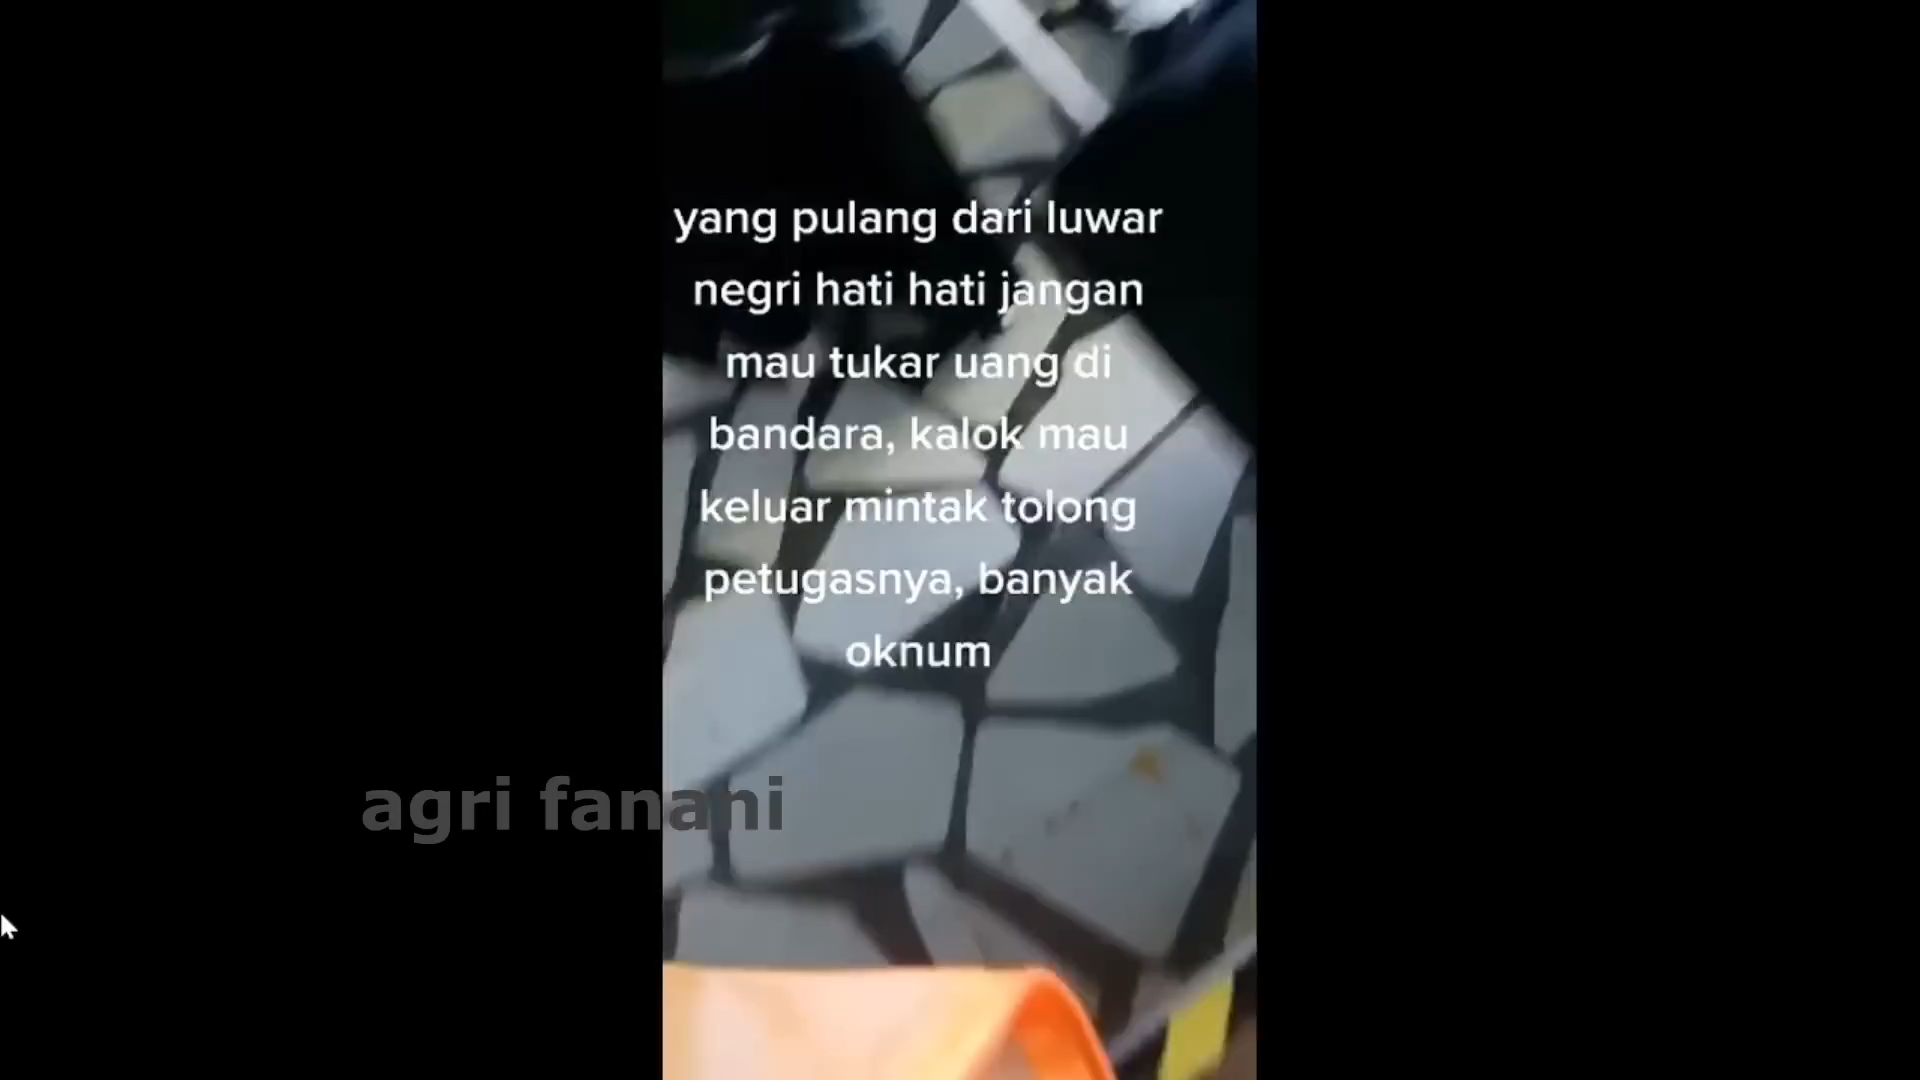 yang pulang dari luwar
negri hati hati jangan
mau tukar uang di
bandara, kalok mau
keluar mintak tolong
petugasnya, banyak
oknum
agri fanani